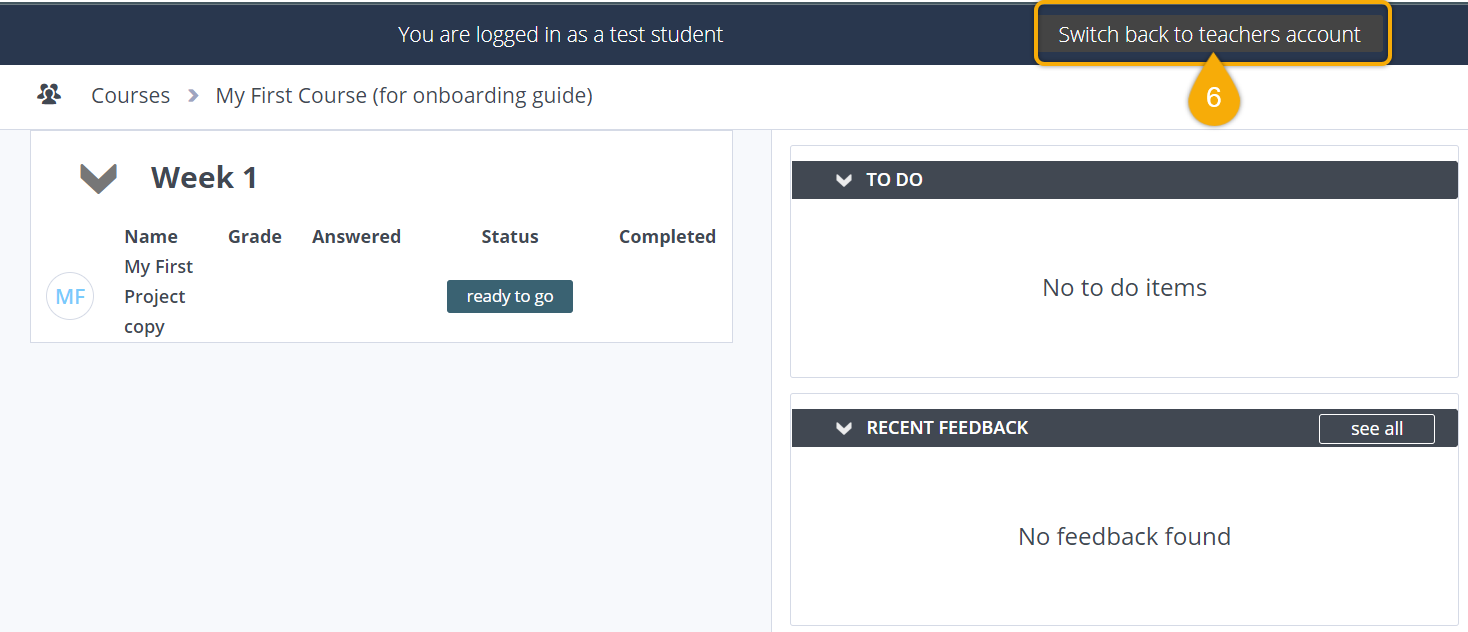 You are logged in as a test student
Switch back to teachers account
6
Courses
My First Course (for onboarding guide)
Week 1
Name Grade Answered Status Completed
MF
My First
Project
copy
ready to go
TO DO
No to do items
RECENT FEEDBACK
see all
No feedback found